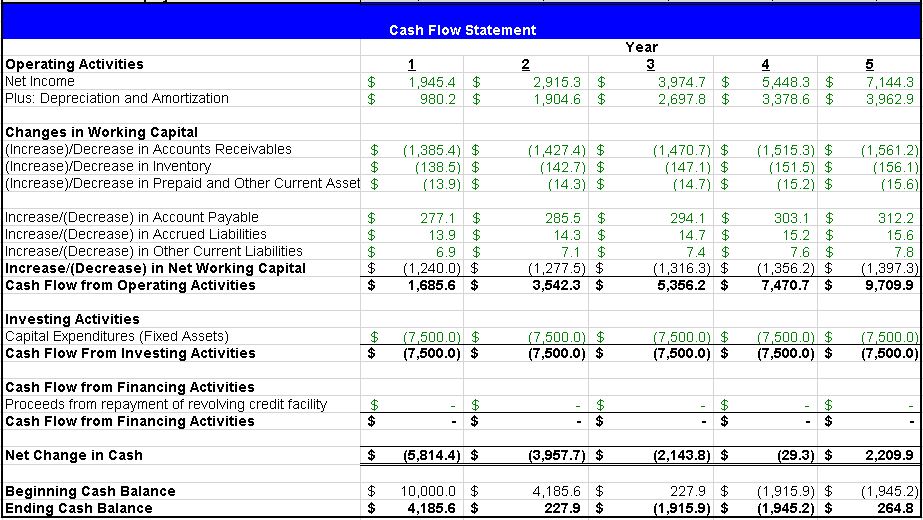 Cash Flow Statement
Year
Operating Activities 1 2 3 4 5
Net Income $ 1,945.4 $ 2,915.3 $ 3,974.7 $ 5,448.3 $ 7,144.3
Plus: Depreciation and Amortization $ 980.2 $ 1,904.6 $ 2,697.8 $ 3,378.6 $ 3,962.9
Changes in Working Capital
(Increase)/Decrease in Accounts Receivables $ (1,385.4) $ (1,427.4) $ (1,470.7) $ (1,515.3) $ (1,561.2)
(Increase)/Decrease in Inventory $ (138.5) $ (142.7) $ (147.1) $ (151.5) $ (156.1)
(Increase)/Decrease in Prepaid and Other Current Asset $ (13.9) $ (14.3) $ (14.7) $ (15.2) $ (15.6)
Increase/(Decrease) in Account Payable $ 277.1 $ 285.5 $ 294.1 $ 303.1 $ 312.2
Increase/(Decrease) in Accrued Liabilities $ 13.9 $ 14.3 $ 14.7 $ 15.2 $ 15.6
Increase/(Decrease) in Other Current Liabilities $ 6.9 $ 7.1 $ 7.4 $ 7.6 $ 7.8
Increase/(Decrease) in Net Working Capital $ (1,240.0) $ (1,277.5) $ (1,316.3) $ (1,356.2) $ (1,397.3)
Cash Flow from Operating Activities $ 1,685.6 $ 3,542.3 $ 5,356.2 $ 7,470.7 $ 9,709.9
Investing Activities
Capital Expenditures (Fixed Assets) $ (7,500.0) $ (7,500.0) $ (7,500.0) $ (7,500.0) $ (7,500.0)
Cash Flow From Investing Activities $ (7,500.0) $ (7,500.0) $ (7,500.0) $ (7,500.0) $ (7,500.0)
Cash Flow from Financing Activities
Proceeds from repayment of revolving credit facility $ - $ - $ - $ - $ -
Cash Flow from Financing Activities $ - $ - $ - $ - $ -
Net Change in Cash $ (5,814.4) $ (3,957.7) $ (2,143.8) $ (29.3) $ 2,209.9
Beginning Cash Balance $ 10,000.0 $ 4,185.6 $ 227.9 $ (1,915.9) $ (1,945.2)
Ending Cash Balance $ 4,185.6 $ 227.9 $ (1,915.9) $ (1,945.2) $ 264.8